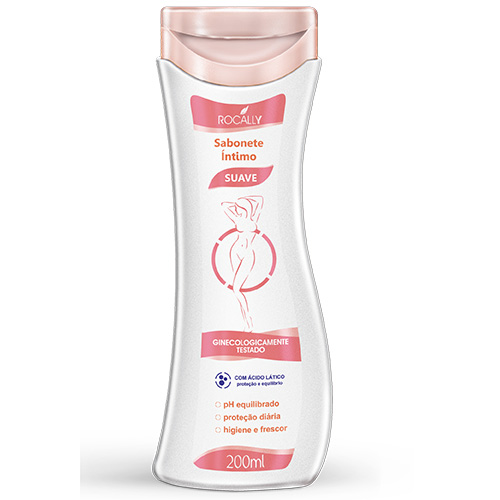 ROCALLY
Sabonete
Íntimo
SUAVE
GINECOLOGICAMENTE
TESTADO
COM ÁCIDO LÁTICO
proteção e equilíbrio
pH equilibrado
proteção diária
higiene e frescor
200ml